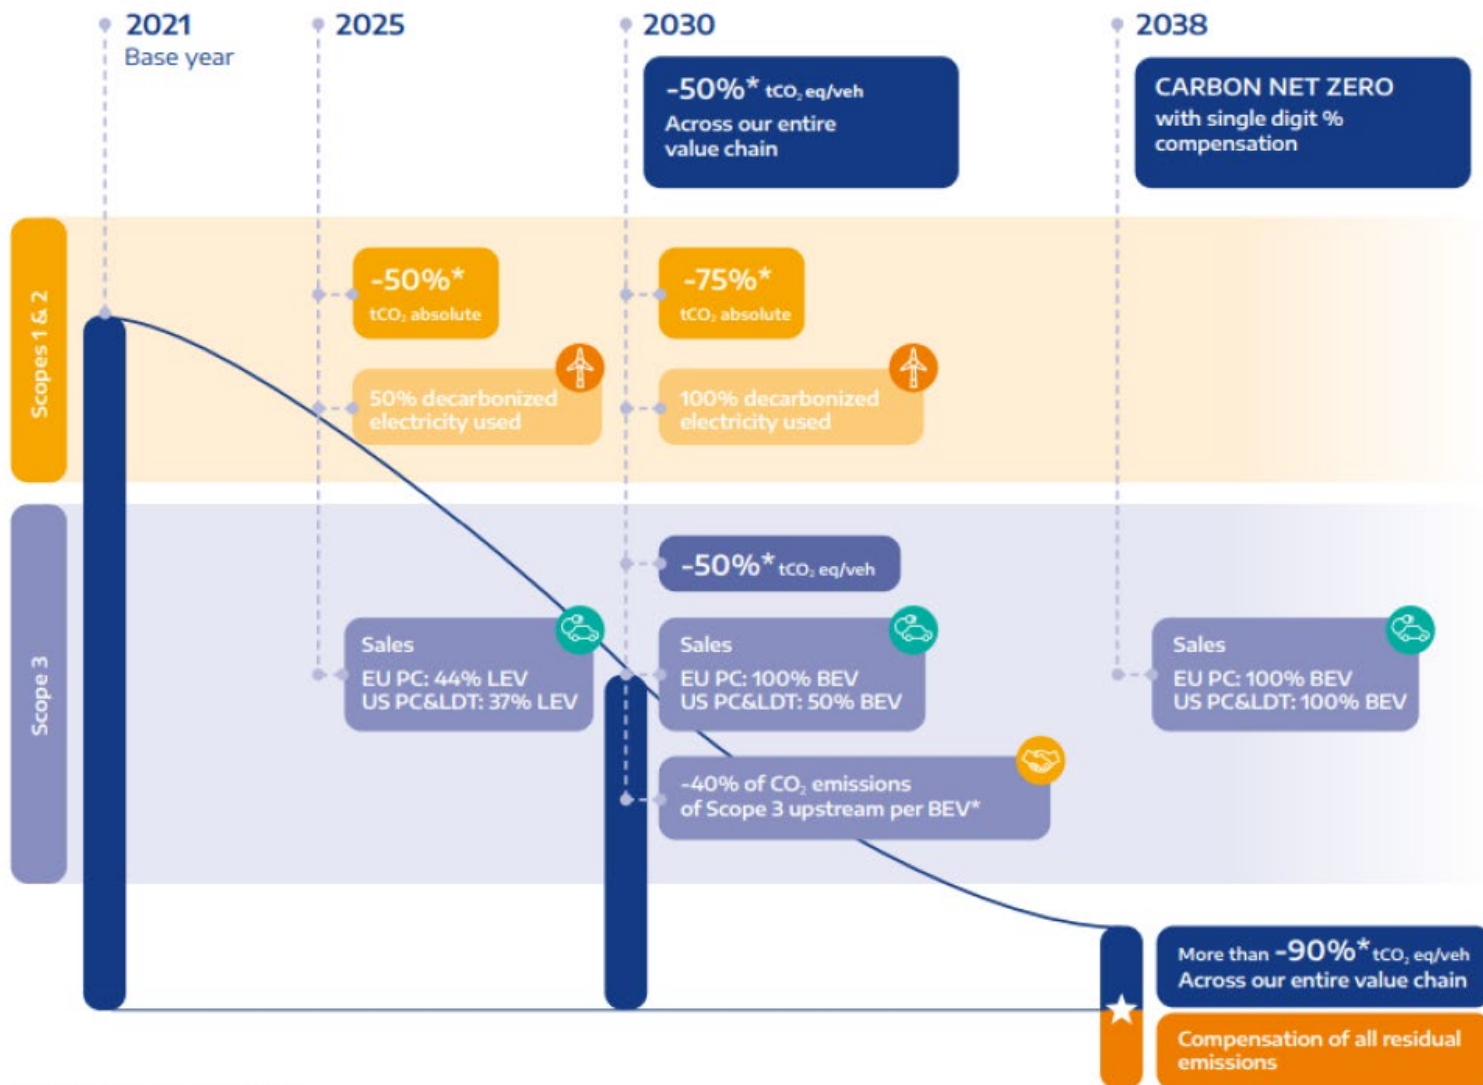 2021
Base year
2025
2030
2038
-50%* tCO₂ eq/veh
Across our entire
value chain
CARBON NET ZERO
with single digit %
compensation
Scopes 1 & 2
-50%*
tCO₂ absolute
-75%*
tCO₂ absolute
50% decarbonized
electricity used
100% decarbonized
electricity used
Scope 3
-50%* tCO₂ eq/veh
Sales
EU PC: 44% LEV
US PC&LDT: 37% LEV
Sales
EU PC: 100% BEV
US PC&LDT: 50% BEV
Sales
EU PC: 100% BEV
US PC&LDT: 100% BEV
-40% of CO₂ emissions
of Scope 3 upstream per BEV*
More than -90%* tCO₂ eq/veh
Across our entire value chain
Compensation of all residual
emissions